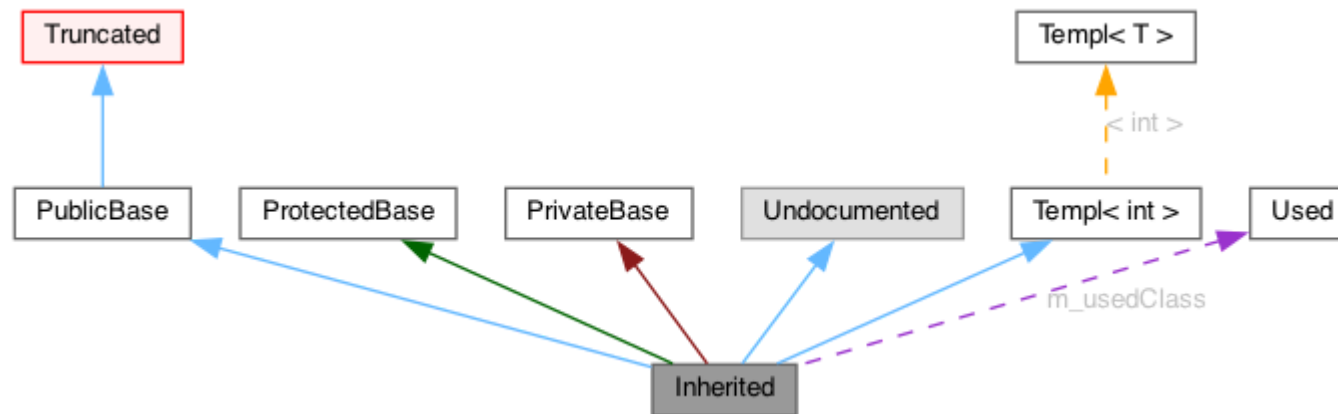 Truncated
Templ< T >
< int >
PublicBase
ProtectedBase
PrivateBase
Undocumented
Templ< int >
Used
m_usedClass
Inherited